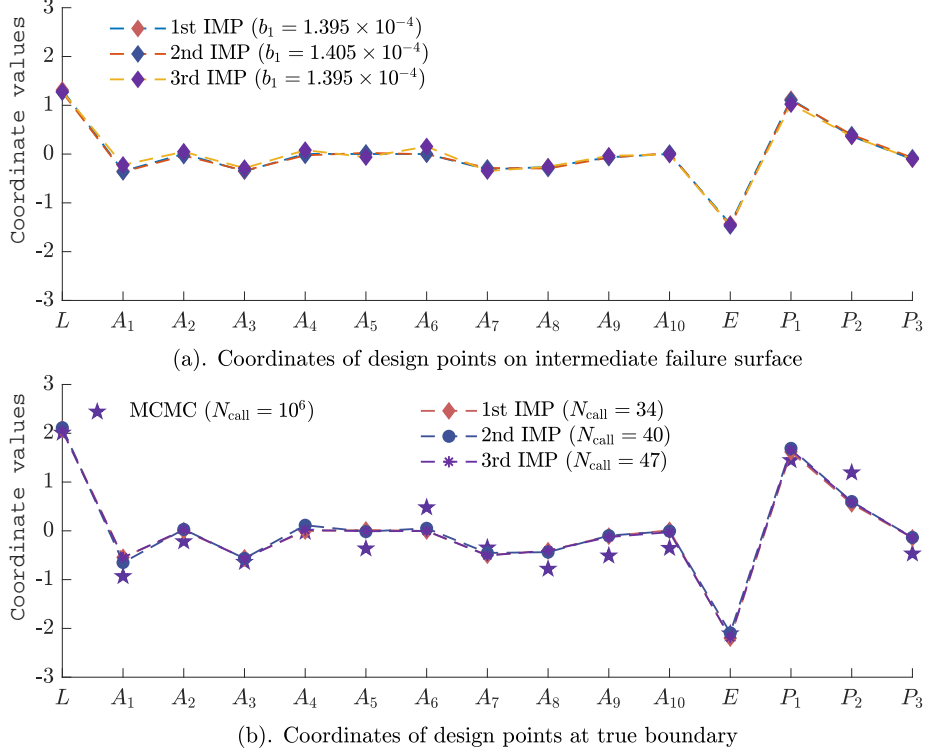 3
1st IMP (b₁ = 1.395 × 10⁻⁴)
2nd IMP (b₁ = 1.405 × 10⁻⁴)
3rd IMP (b₁ = 1.395 × 10⁻⁴)
2
1
0
-1
-2
-3
Coordinate values
L A₁ A₂ A₃ A₄ A₅ A₆ A₇ A₈ A₉ A₁₀ E P₁ P₂ P₃
(a). Coordinates of design points on intermediate failure surface
3
MCMC (N_call = 10⁶)
1st IMP (N_call = 34)
2nd IMP (N_call = 40)
3rd IMP (N_call = 47)
2
1
0
-1
-2
-3
Coordinate values
L A₁ A₂ A₃ A₄ A₅ A₆ A₇ A₈ A₉ A₁₀ E P₁ P₂ P₃
(b). Coordinates of design points at true boundary